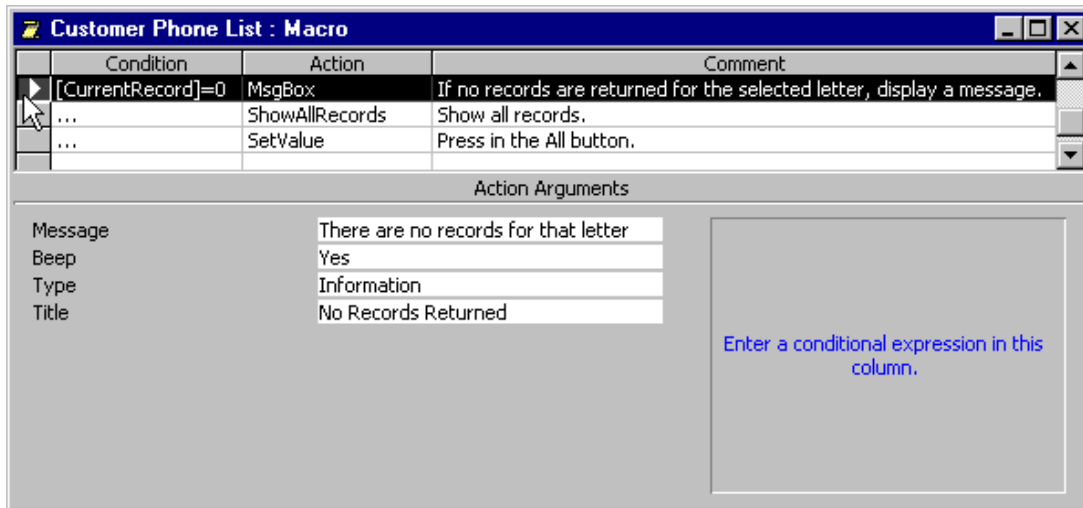 Customer Phone List : Macro
Condition Action Comment
[CurrentRecord]=0 MsgBox If no records are returned for the selected letter, display a message.
... ShowAllRecords Show all records.
... SetValue Press in the All button.
Action Arguments
Message There are no records for that letter
Beep Yes
Type Information
Title No Records Returned
Enter a conditional expression in this
column.